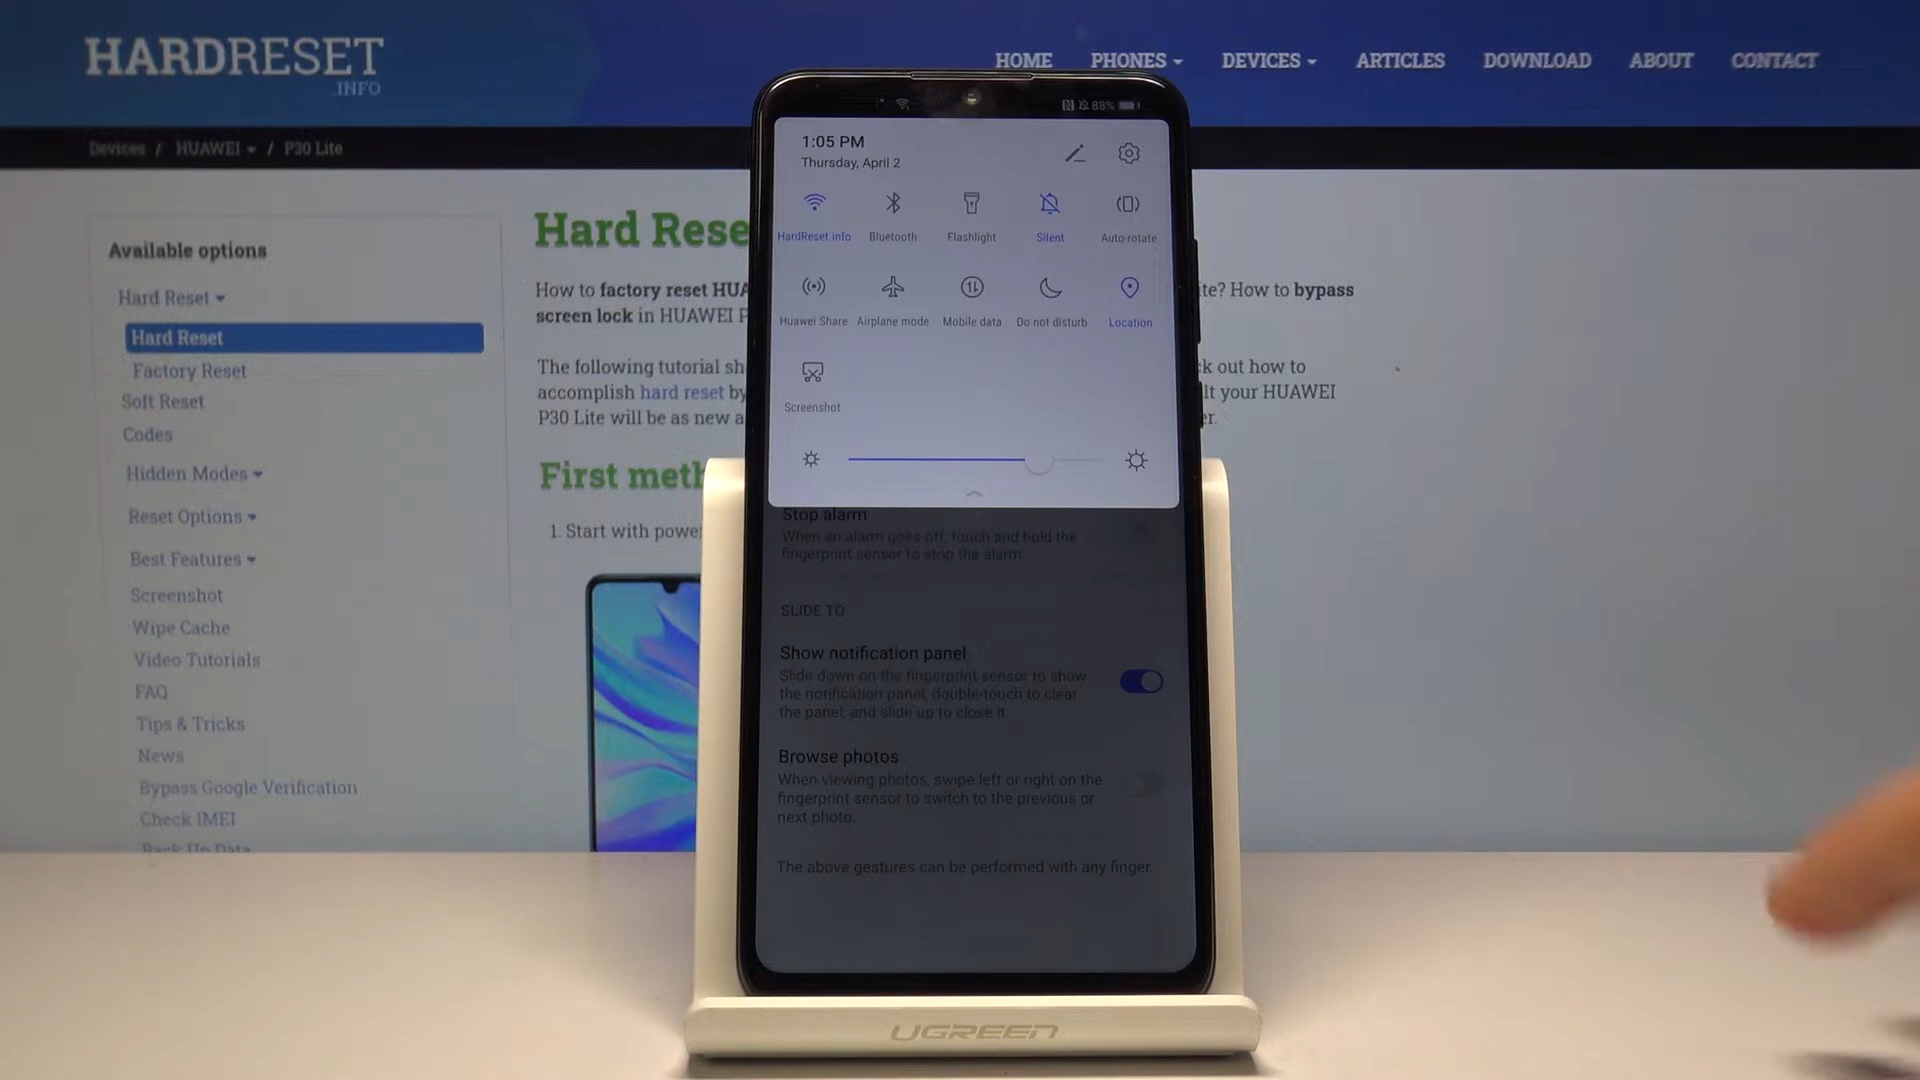 HARDRESET
.INFO
HOME PHONES DEVICES ARTICLES DOWNLOAD ABOUT CONTACT
Devices / HUAWEI / P30 Lite
Available options
Hard Reset
Hard Reset
Factory Reset
Soft Reset
Codes
Hidden Modes
Reset Options
Best Features
Screenshot
Wipe Cache
Video Tutorials
FAQ
Tips & Tricks
News
Bypass Google Verification
Check IMEI
Back Up Data
Hard Rese
How to factory reset HUA
te? How to bypass
screen lock in HUAWEI P
The following tutorial sh
ck out how to
accomplish hard reset by
lt your HUAWEI
P30 Lite will be as new a
er.
First meth
1. Start with power
88%
1:05 PM
Thursday, April 2
HardReset.info Bluetooth Flashlight Silent Auto-rotate
Huawei Share Airplane mode Mobile data Do not disturb Location
Screenshot
Stop alarm
When an alarm goes off, touch and hold the
fingerprint sensor to stop the alarm.
SLIDE TO
Show notification panel
Slide down on the fingerprint sensor to show
the notification panel, double-touch to clear
the panel, and slide up to close it.
Browse photos
When viewing photos, swipe left or right on the
fingerprint sensor to switch to the previous or
next photo.
The above gestures can be performed with any finger.
UGREEN